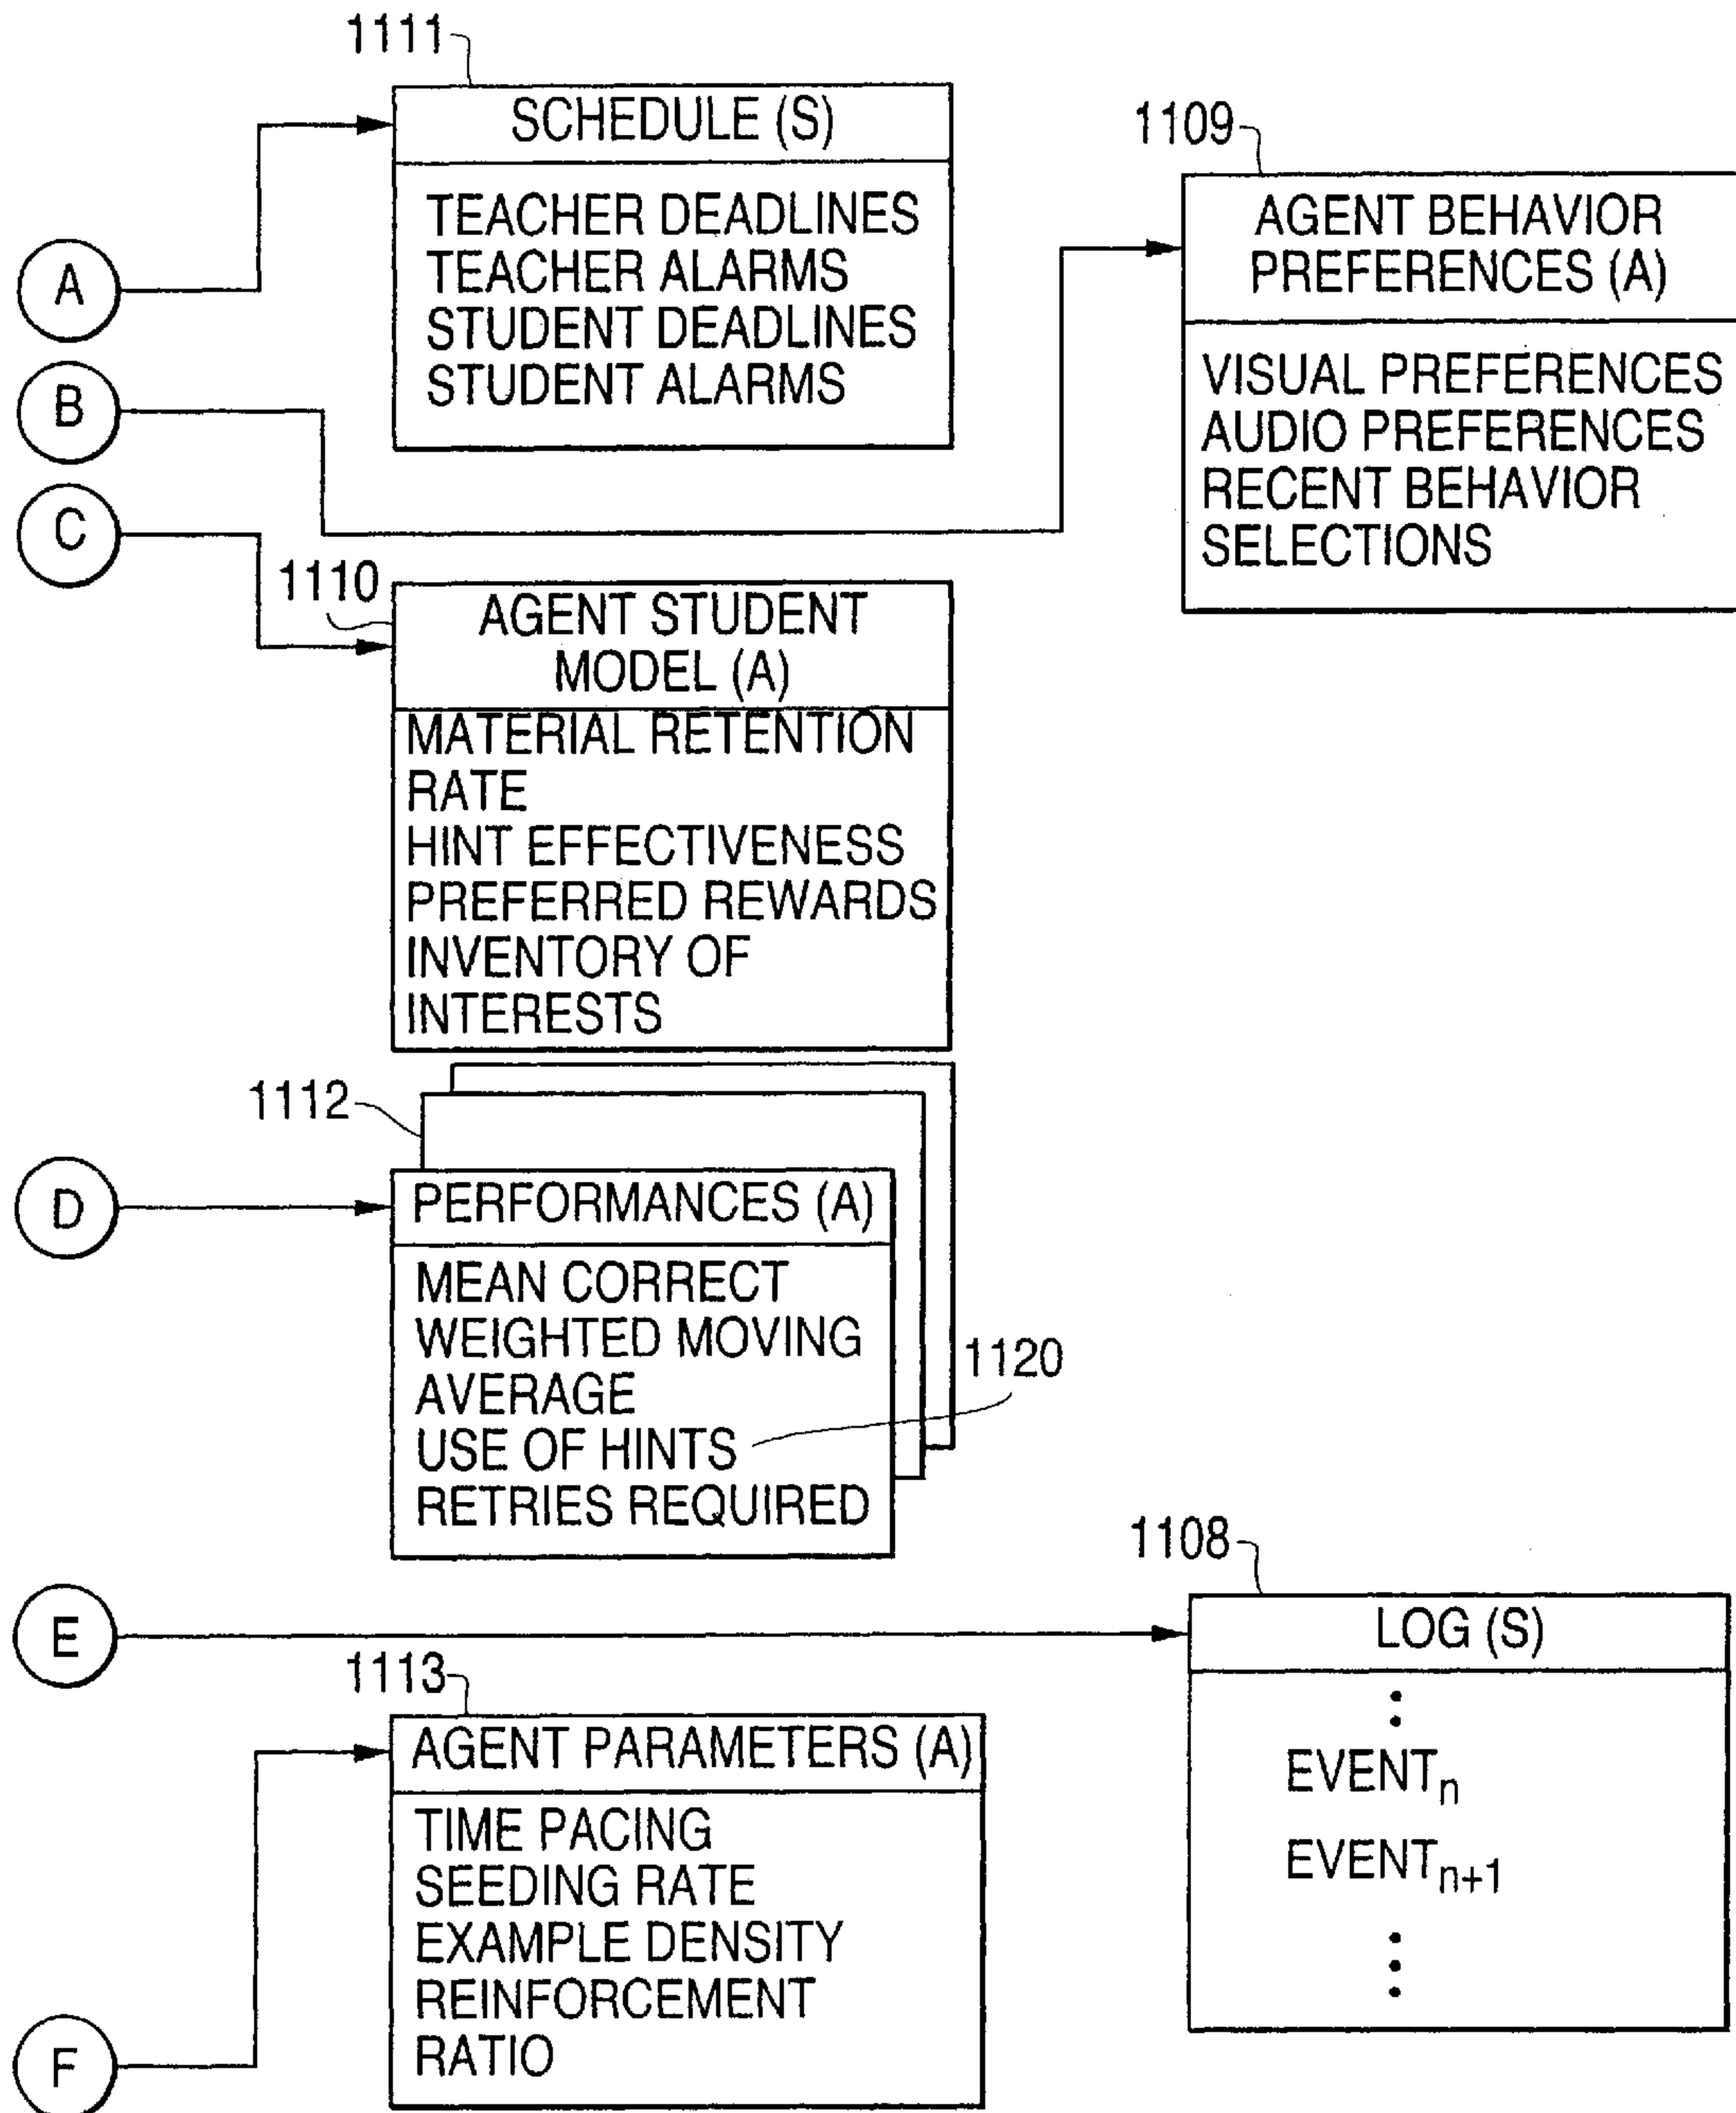 1111
SCHEDULE (S)
TEACHER DEADLINES
TEACHER ALARMS
STUDENT DEADLINES
STUDENT ALARMS
1109
AGENT BEHAVIOR
PREFERENCES (A)
VISUAL PREFERENCES
AUDIO PREFERENCES
RECENT BEHAVIOR
SELECTIONS
A
B
C
1110
AGENT STUDENT
MODEL (A)
MATERIAL RETENTION
RATE
HINT EFFECTIVENESS
PREFERRED REWARDS
INVENTORY OF
INTERESTS
1112
D
PERFORMANCES (A)
MEAN CORRECT
WEIGHTED MOVING
AVERAGE
USE OF HINTS
RETRIES REQUIRED
1120
E
1108
LOG (S)
EVENTn
EVENTn+1
1113
AGENT PARAMETERS (A)
TIME PACING
SEEDING RATE
EXAMPLE DENSITY
REINFORCEMENT
RATIO
F